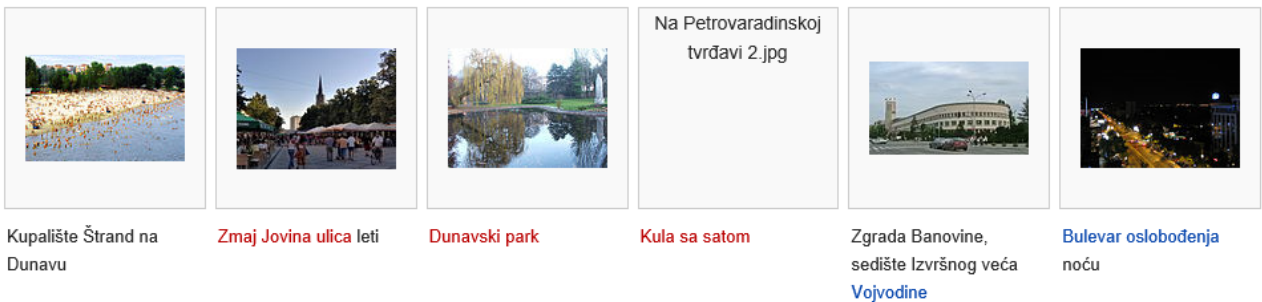 Na Petrovaradinskoj
tvrđavi 2.jpg
Kupalište Štrand na
Dunavu
Zmaj Jovina ulica leti
Dunavski park
Kula sa satom
Zgrada Banovine,
sedište Izvršnog veća
Vojvodine
Bulevar oslobođenja
noću